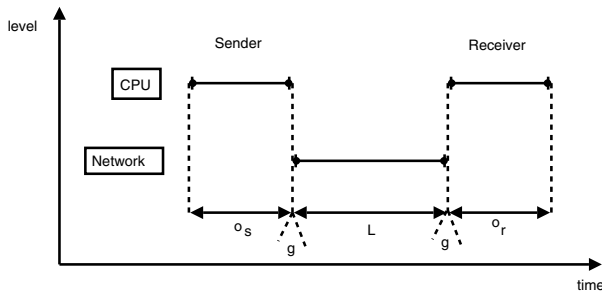 level
Sender
Receiver
CPU
Network
o s
L
o r
g
g
time